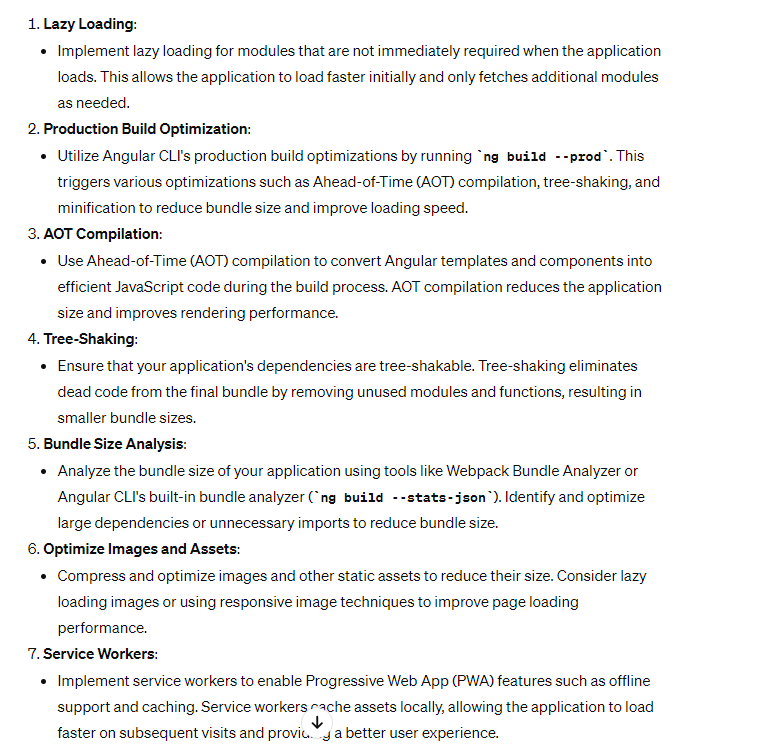 1. Lazy Loading:
• Implement lazy loading for modules that are not immediately required when the application
loads. This allows the application to load faster initially and only fetches additional modules
as needed.
2. Production Build Optimization:
• Utilize Angular CLI's production build optimizations by running `ng build --prod`. This
triggers various optimizations such as Ahead-of-Time (AOT) compilation, tree-shaking, and
minification to reduce bundle size and improve loading speed.
3. AOT Compilation:
• Use Ahead-of-Time (AOT) compilation to convert Angular templates and components into
efficient JavaScript code during the build process. AOT compilation reduces the application
size and improves rendering performance.
4. Tree-Shaking:
• Ensure that your application's dependencies are tree-shakable. Tree-shaking eliminates
dead code from the final bundle by removing unused modules and functions, resulting in
smaller bundle sizes.
5. Bundle Size Analysis:
• Analyze the bundle size of your application using tools like Webpack Bundle Analyzer or
Angular CLI's built-in bundle analyzer (`ng build --stats-json`). Identify and optimize
large dependencies or unnecessary imports to reduce bundle size.
6. Optimize Images and Assets:
• Compress and optimize images and other static assets to reduce their size. Consider lazy
loading images or using responsive image techniques to improve page loading
performance.
7. Service Workers:
• Implement service workers to enable Progressive Web App (PWA) features such as offline
support and caching. Service workers cache assets locally, allowing the application to load
faster on subsequent visits and a better user experience.